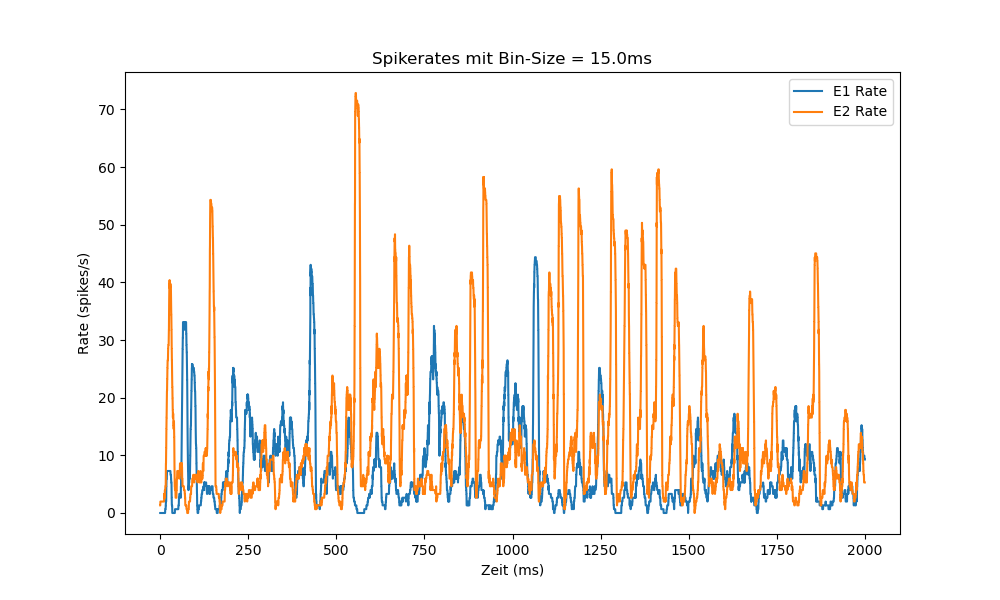 Spikerates mit Bin-Size = 15.0ms
E1 Rate
E2 Rate
Rate (spikes/s)
70
60
50
40
30
20
10
0
0 250 500 750 1000 1250 1500 1750 2000
Zeit (ms)